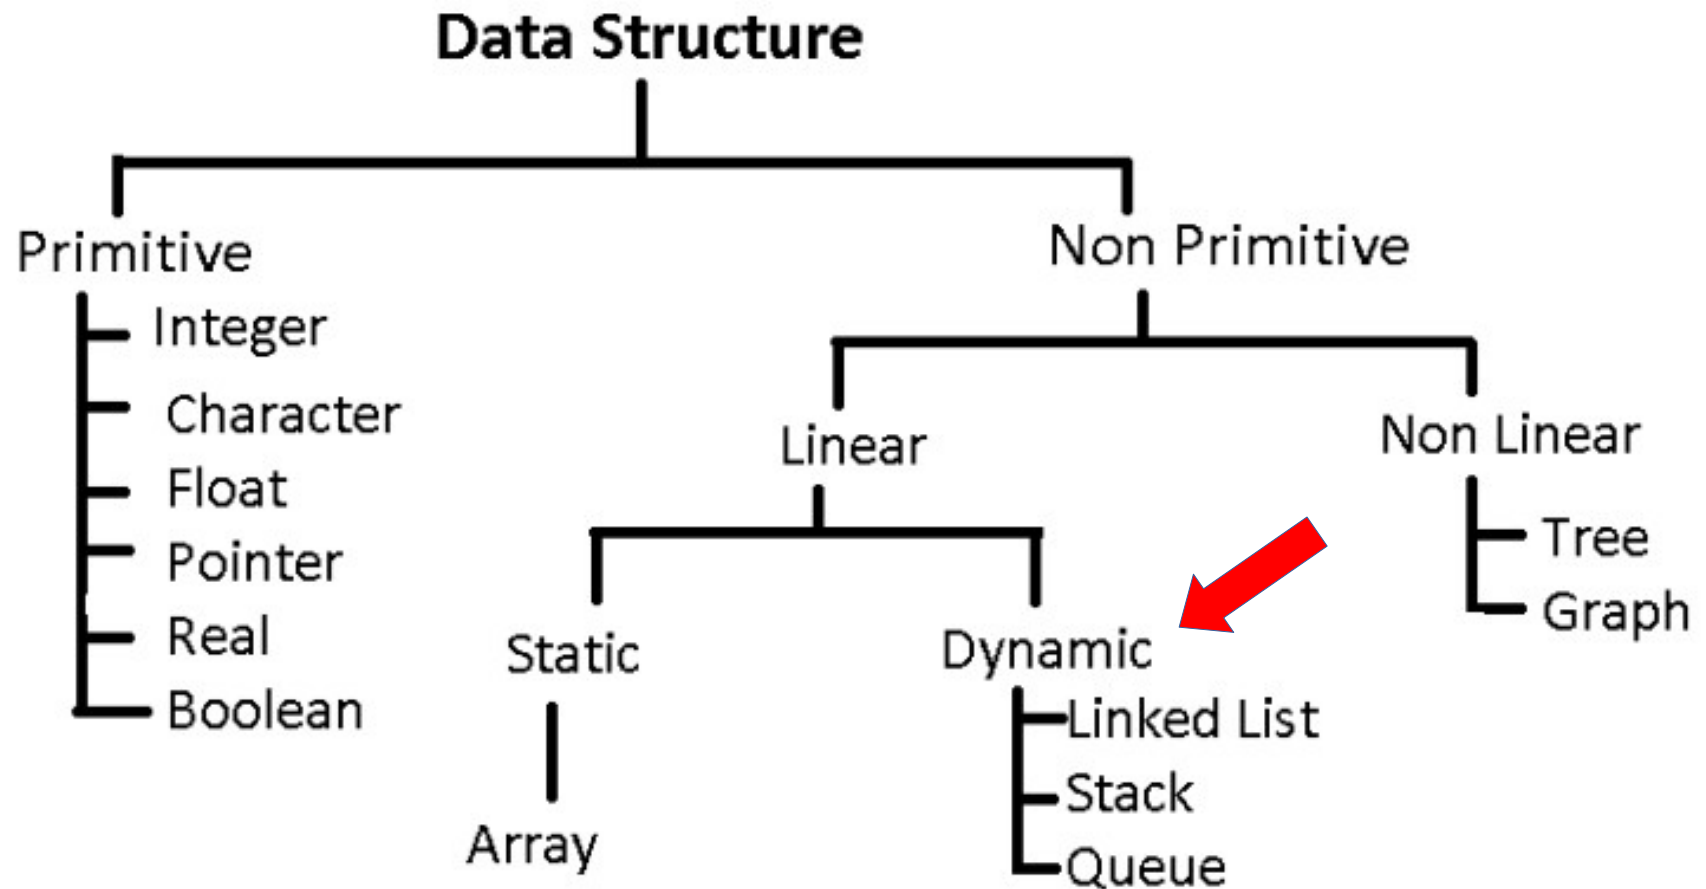 Data Structure
Primitive
Integer
Character
Float
Pointer
Real
Boolean
Non Primitive
Linear
Static
Array
Dynamic
Linked List
Stack
Queue
Non Linear
Tree
Graph